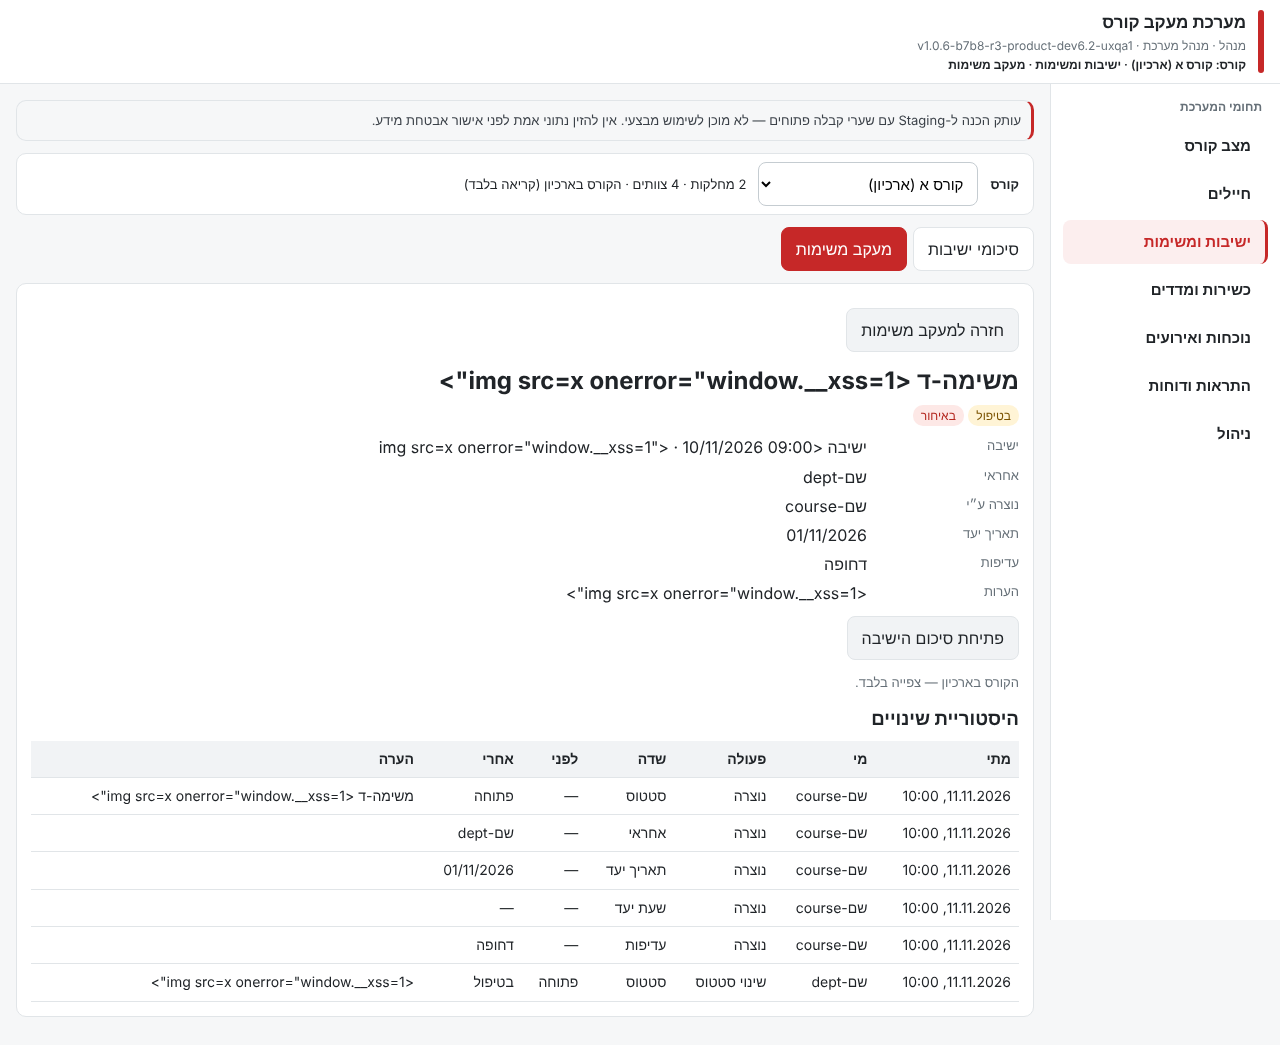 מערכת מעקב קורס
מנהל · מנהל מערכת · v1.0.6-b7b8-r3-product-dev6.2-uxqa1
קורס: קורס א (ארכיון) · ישיבות ומשימות · מעקב משימות
תחומי המערכת
מצב קורס
חיילים
ישיבות ומשימות
כשירות ומדדים
נוכחות ואירועים
התראות ודוחות
ניהול
עותק הכנה ל-Staging עם שערי קבלה פתוחים — לא מוכן לשימוש מבצעי. אין להזין נתוני אמת לפני אישור אבטחת מידע.
קורס קורס א (ארכיון) 2 מחלקות · 4 צוותים · הקורס בארכיון (קריאה בלבד)
סיכומי ישיבות מעקב משימות
חזרה למעקב משימות
משימה-ד <img src=x onerror="window.__xss=1">
בטיפול באיחור
ישיבה ישיבה <img src=x onerror="window.__xss=1"> · 10/11/2026 09:00
אחראי שם-dept
נוצרה ע״י שם-course
תאריך יעד 01/11/2026
עדיפות דחופה
הערות <img src=x onerror="window.__xss=1">
פתיחת סיכום הישיבה
הקורס בארכיון — צפייה בלבד.
היסטוריית שינויים
מתי מי פעולה שדה לפני אחרי הערה
11.11.2026, 10:00 שם-course נוצרה סטטוס — פתוחה משימה-ד <img src=x onerror="window.__xss=1">
11.11.2026, 10:00 שם-course נוצרה אחראי — שם-dept
11.11.2026, 10:00 שם-course נוצרה תאריך יעד — 01/11/2026
11.11.2026, 10:00 שם-course נוצרה שעת יעד — —
11.11.2026, 10:00 שם-course נוצרה עדיפות — דחופה
11.11.2026, 10:00 שם-dept שינוי סטטוס סטטוס פתוחה בטיפול <img src=x onerror="window.__xss=1">